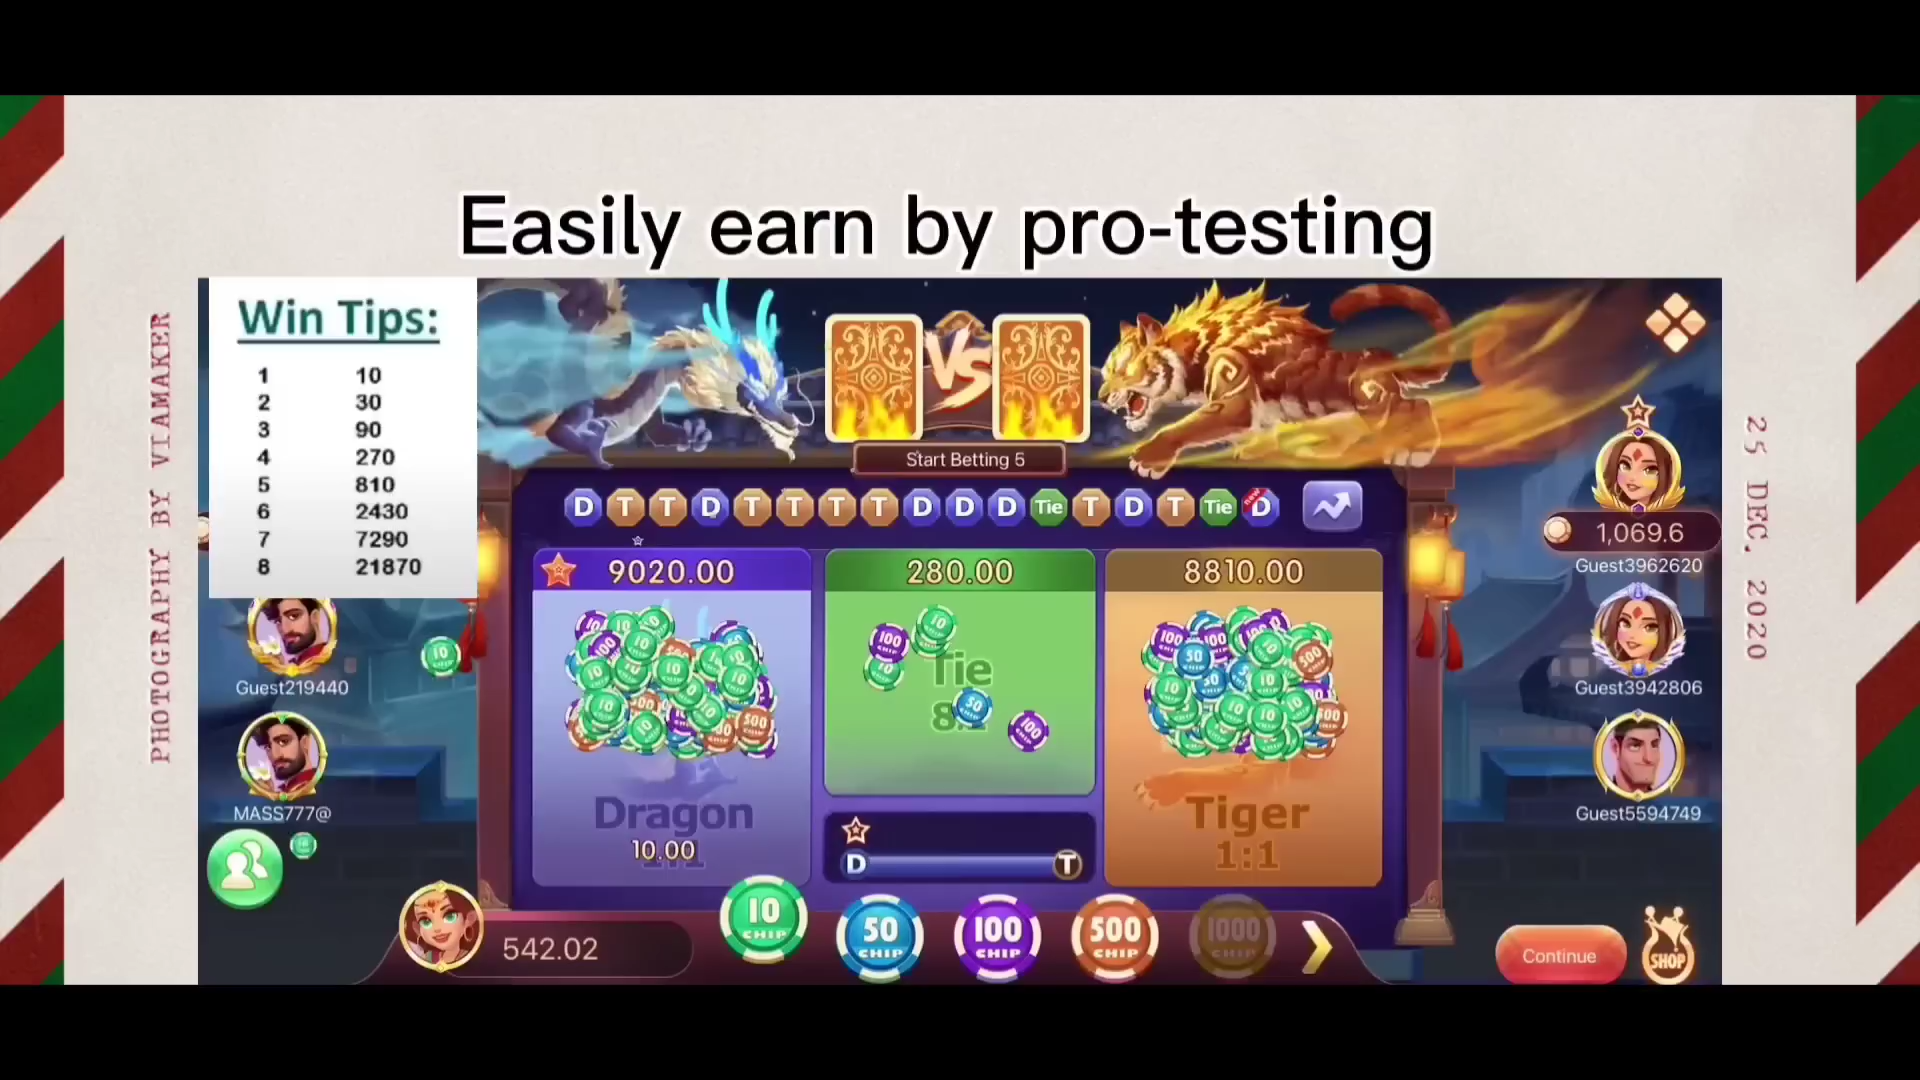 Easily earn by pro-testing
Win Tips:
1 10
2 30
3 90
4 270
5 810
6 2430
7 7290
8 21870
PHOTOGRAPHY BY VIAMAKER
25 DEC, 2020
VS
Start Betting 5
D T T D T T T T D D D Tie T D T Tie new D
9020.00 280.00 8810.00
Tie
Dragon
10.00
Tiger
1:1
D T
1,069.6
Guest3962620
Guest3942806
Guest5594749
Guest219440
MASS777@
542.02
10 CHIP
50 CHIP
100 CHIP
500 CHIP
1000 CHIP
Continue
SHOP